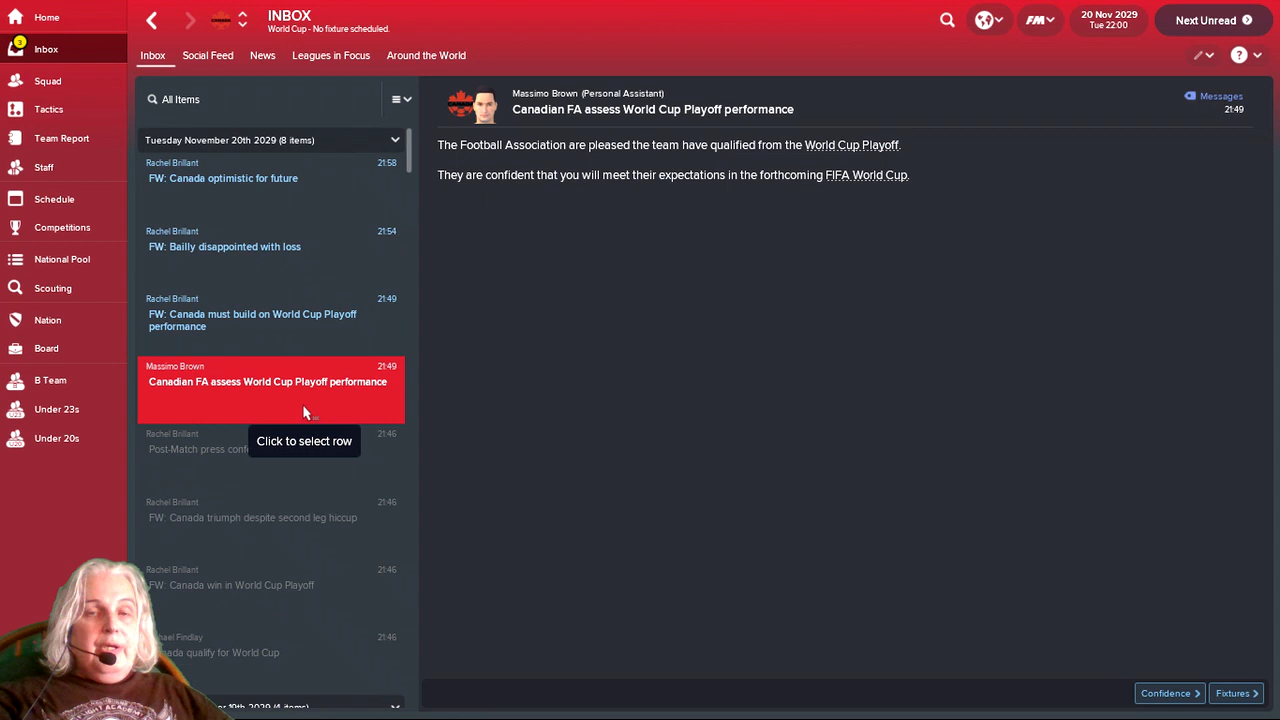 Home
INBOX
World Cup - No fixture scheduled.
FM
20 Nov 2029
Tue 22:00
Next Unread
3
Inbox
Inbox
Social Feed
News
Leagues in Focus
Around the World
Squad
Tactics
Team Report
Staff
Schedule
Competitions
National Pool
Scouting
Nation
Board
B Team
Under 23s
Under 20s
All Items
Tuesday November 20th 2029 (8 items)
Rachel Brillant 21:58
FW: Canada optimistic for future
Rachel Brillant 21:54
FW: Bailly disappointed with loss
Rachel Brillant 21:49
FW: Canada must build on World Cup Playoff
performance
Massimo Brown 21:49
Canadian FA assess World Cup Playoff performance
Click to select row
Rachel Brillant 21:46
Post-Match press
Rachel Brillant 21:46
FW: Canada triumph despite second leg hiccup
Rachel Brillant 21:46
FW: Canada win in World Cup Playoff
Findlay 21:46
qualify for World Cup
19th 2029 (4 items)
Massimo Brown (Personal Assistant)
Canadian FA assess World Cup Playoff performance
Messages
21:49
The Football Association are pleased the team have qualified from the World Cup Playoff.
They are confident that you will meet their expectations in the forthcoming FIFA World Cup.
Confidence
Fixtures